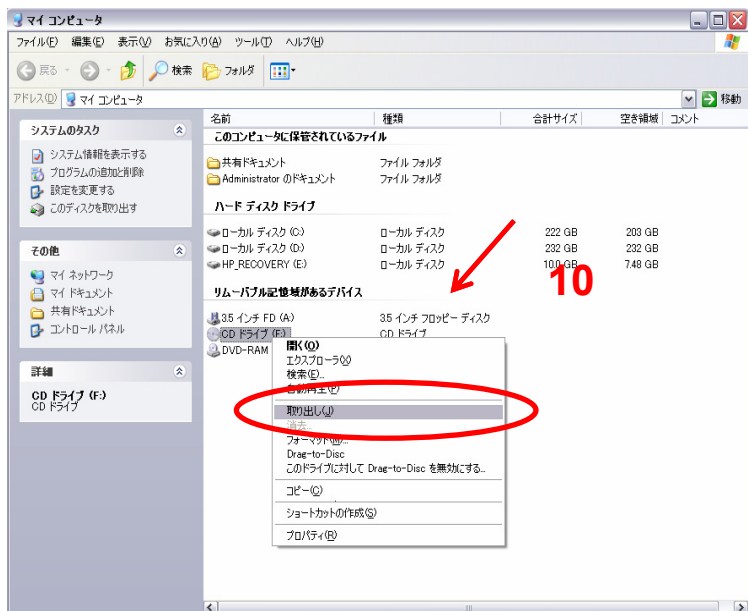 マイ コンピュータ
ファイル(F) 編集(E) 表示(V) お気に入り(A) ツール(T) ヘルプ(H)
戻る 検索 フォルダ
アドレス(D) マイ コンピュータ 移動
システムのタスク
システム情報を表示する
プログラムの追加と削除
設定を変更する
このディスクを取り出す
その他
マイ ネットワーク
マイ ドキュメント
共有ドキュメント
コントロール パネル
詳細
CD ドライブ (F:)
CD ドライブ
名前 種類 合計サイズ 空き領域 コメント
このコンピュータに保管されているファイル
共有ドキュメント ファイル フォルダ
Administrator のドキュメント ファイル フォルダ
ハード ディスク ドライブ
ローカル ディスク (C:) ローカル ディスク 222 GB 203 GB
ローカル ディスク (D:) ローカル ディスク 232 GB 232 GB
HP_RECOVERY (E:) ローカル ディスク 10.0 GB 7.48 GB
10
リムーバブル記憶域があるデバイス
3.5 インチ FD (A:) 3.5 インチ フロッピー ディスク
CD ドライブ (F:) CD ドライブ
DVD-RAM
開く(O)
エクスプローラ(X)
検索(E)...
自動再生(P)
取り出し(J)
消去...
フォーマット(M)...
Drag-to-Disc
このドライブに対して Drag-to-Disc を無効にする...
コピー(C)
ショートカットの作成(S)
プロパティ(R)